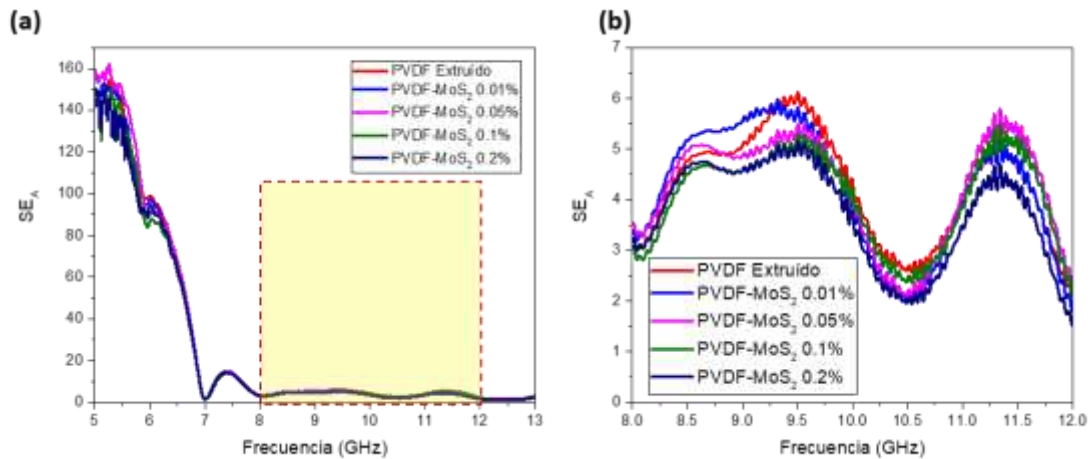 (a)
160
140
120
100
80
60
40
20
0
SE_A
5 6 7 8 9 10 11 12 13
Frecuencia (GHz)
PVDF Extruído
PVDF-MoS₂ 0.01%
PVDF-MoS₂ 0.05%
PVDF-MoS₂ 0.1%
PVDF-MoS₂ 0.2%
(b)
7
6
5
4
3
2
1
0
SE_A
8.0 8.5 9.0 9.5 10.0 10.5 11.0 11.5 12.0
Frecuencia (GHz)
PVDF Extruído
PVDF-MoS₂ 0.01%
PVDF-MoS₂ 0.05%
PVDF-MoS₂ 0.1%
PVDF-MoS₂ 0.2%